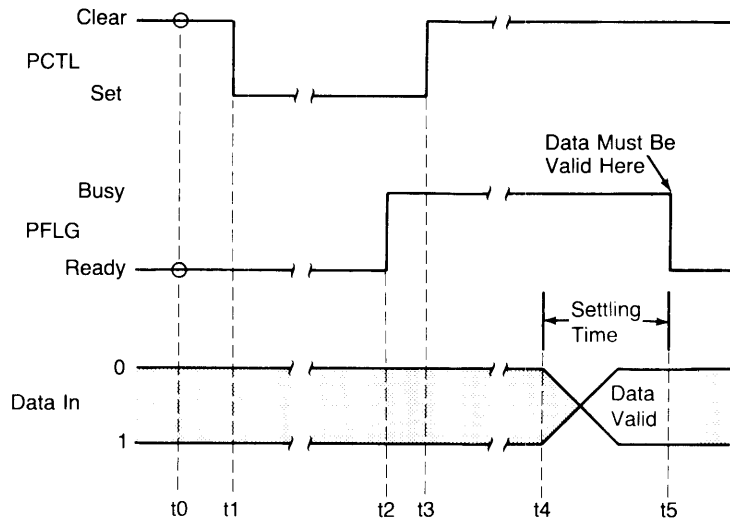 Clear
PCTL
Set
Data Must Be
Valid Here
Busy
PFLG
Ready
Settling
Time
0
Data In
Data
Valid
1
t0 t1 t2 t3 t4 t5